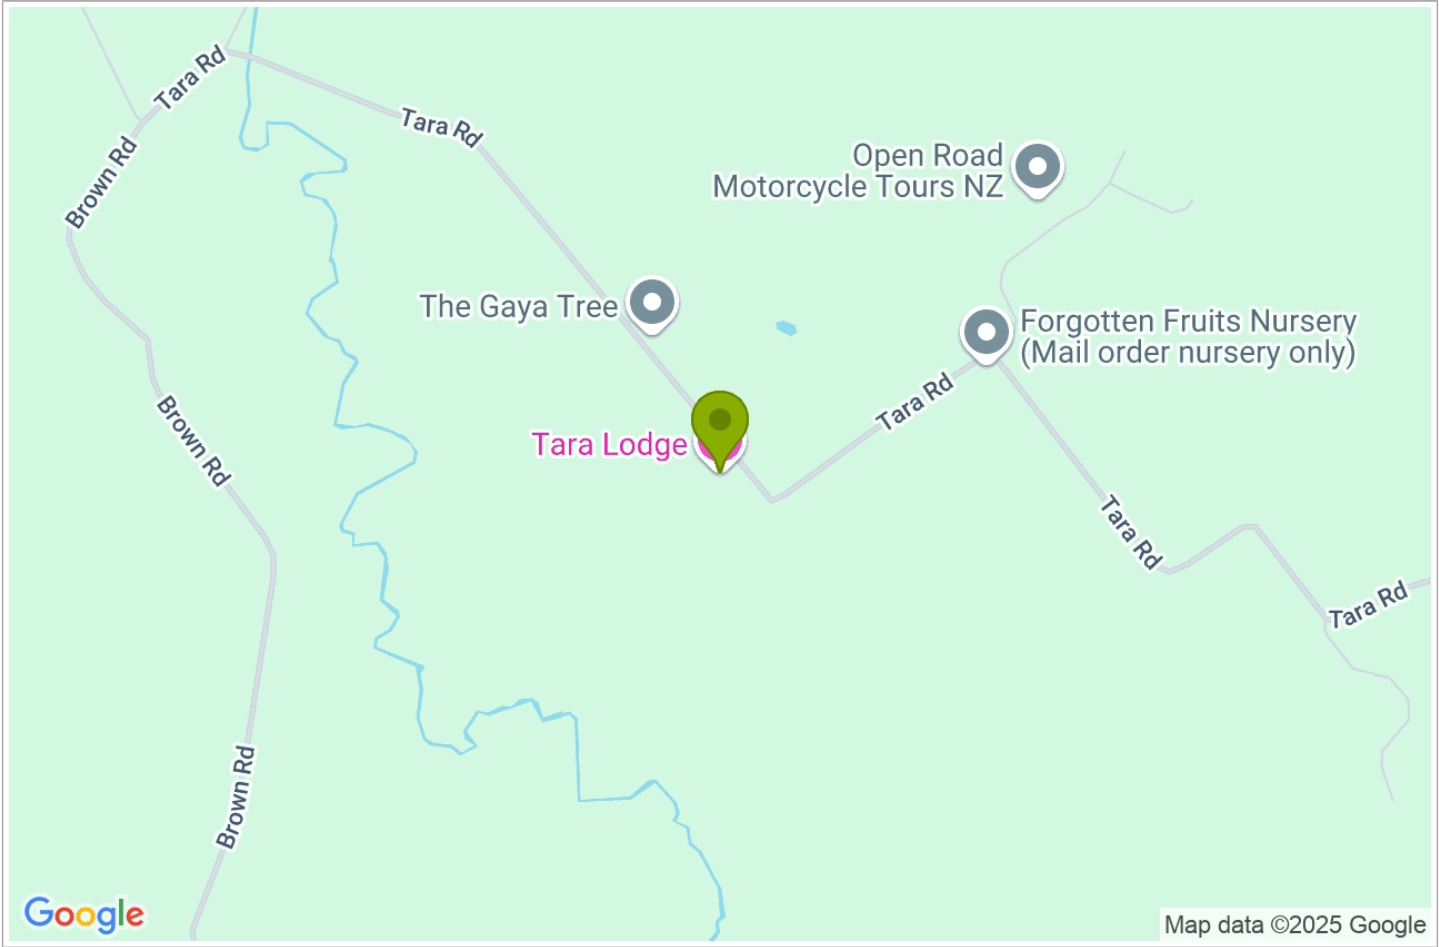 Tara Rd
Tara Rd
Brown Rd
Open Road
Motorcycle Tours NZ
The Gaya Tree
Forgotten Fruits Nursery
(Mail order nursery only)
Tara Rd
Brown Rd
Tara Lodge
Tara Rd
Tara Rd
Brown Rd
Google
Map data ©2025 Google